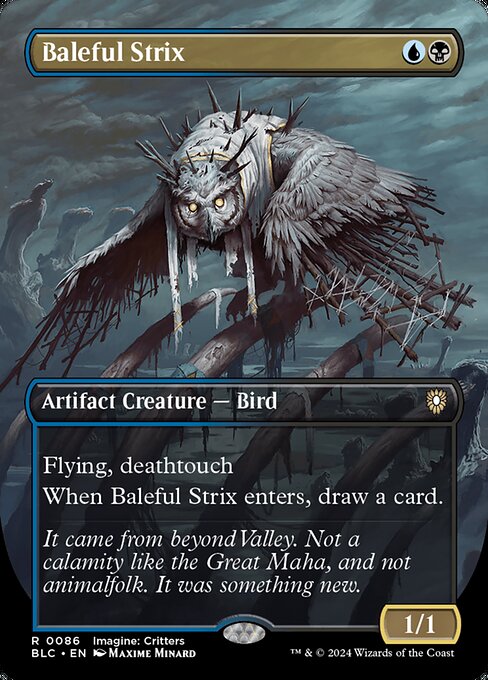 Baleful Strix
Artifact Creature — Bird
Flying, deathtouch
When Baleful Strix enters, draw a card.
It came from beyond Valley. Not a
calamity like the Great Maha, and not
animalfolk. It was something new.
1/1
R 0086 Imagine: Critters
BLC • EN Maxime Minard
™ & © 2024 Wizards of the Coast